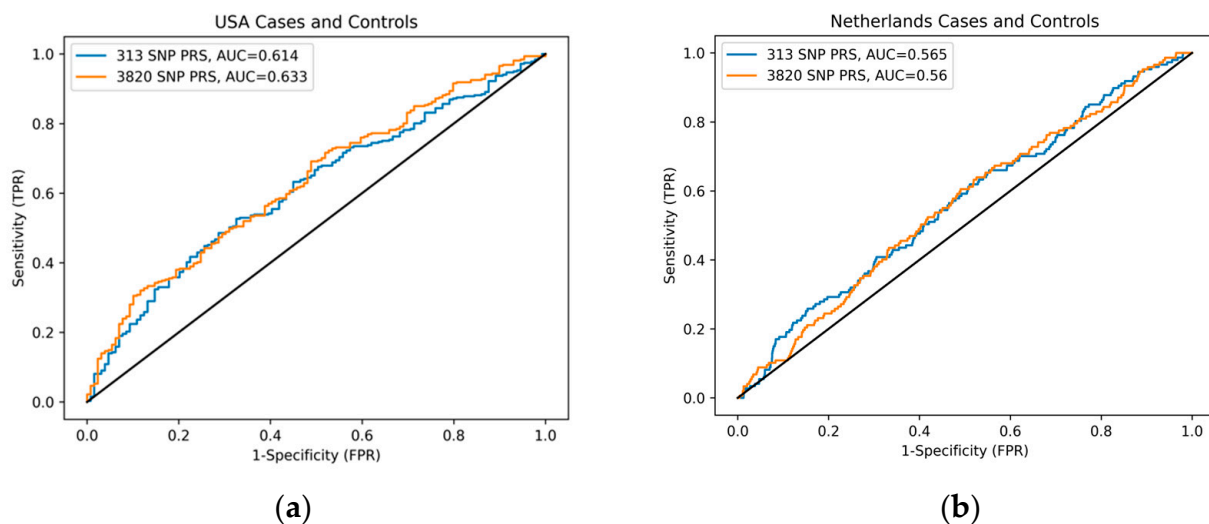 USA Cases and Controls
313 SNP PRS, AUC=0.614
3820 SNP PRS, AUC=0.633
Sensitivity (TPR)
1.0
0.8
0.6
0.4
0.2
0.0
0.0 0.2 0.4 0.6 0.8 1.0
1-Specificity (FPR)
(a)
Netherlands Cases and Controls
313 SNP PRS, AUC=0.565
3820 SNP PRS, AUC=0.56
Sensitivity (TPR)
1.0
0.8
0.6
0.4
0.2
0.0
0.0 0.2 0.4 0.6 0.8 1.0
1-Specificity (FPR)
(b)